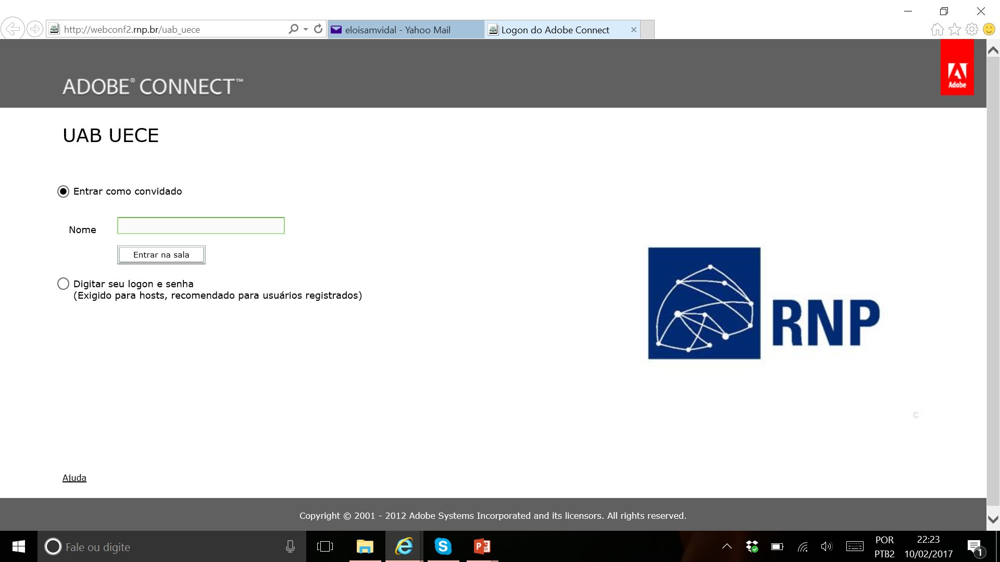 http://webconf2.rnp.br/uab_uece
eloisamvidal - Yahoo Mail
Logon do Adobe Connect
ADOBE® CONNECT™
Adobe
UAB UECE
Entrar como convidado
Nome
Entrar na sala
Digitar seu logon e senha
(Exigido para hosts, recomendado para usuários registrados)
RNP
c
Ajuda
Copyright © 2001 - 2012 Adobe Systems Incorporated and its licensors. All rights reserved.
Fale ou digite
POR
PTB2
22:23
10/02/2017
1